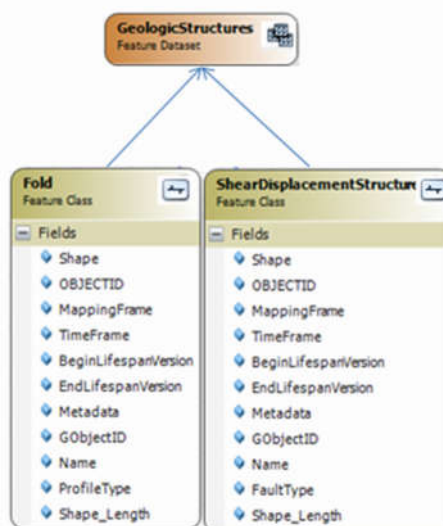 GeologicStructures
Feature Dataset
Fold
Feature Class
Fields
Shape
OBJECTID
MappingFrame
TimeFrame
BeginLifespanVersion
EndLifespanVersion
Metadata
GObjectID
Name
ProfileType
Shape_Length
ShearDisplacementStructure
Feature Class
Fields
Shape
OBJECTID
MappingFrame
TimeFrame
BeginLifespanVersion
EndLifespanVersion
Metadata
GObjectID
Name
FaultType
Shape_Length